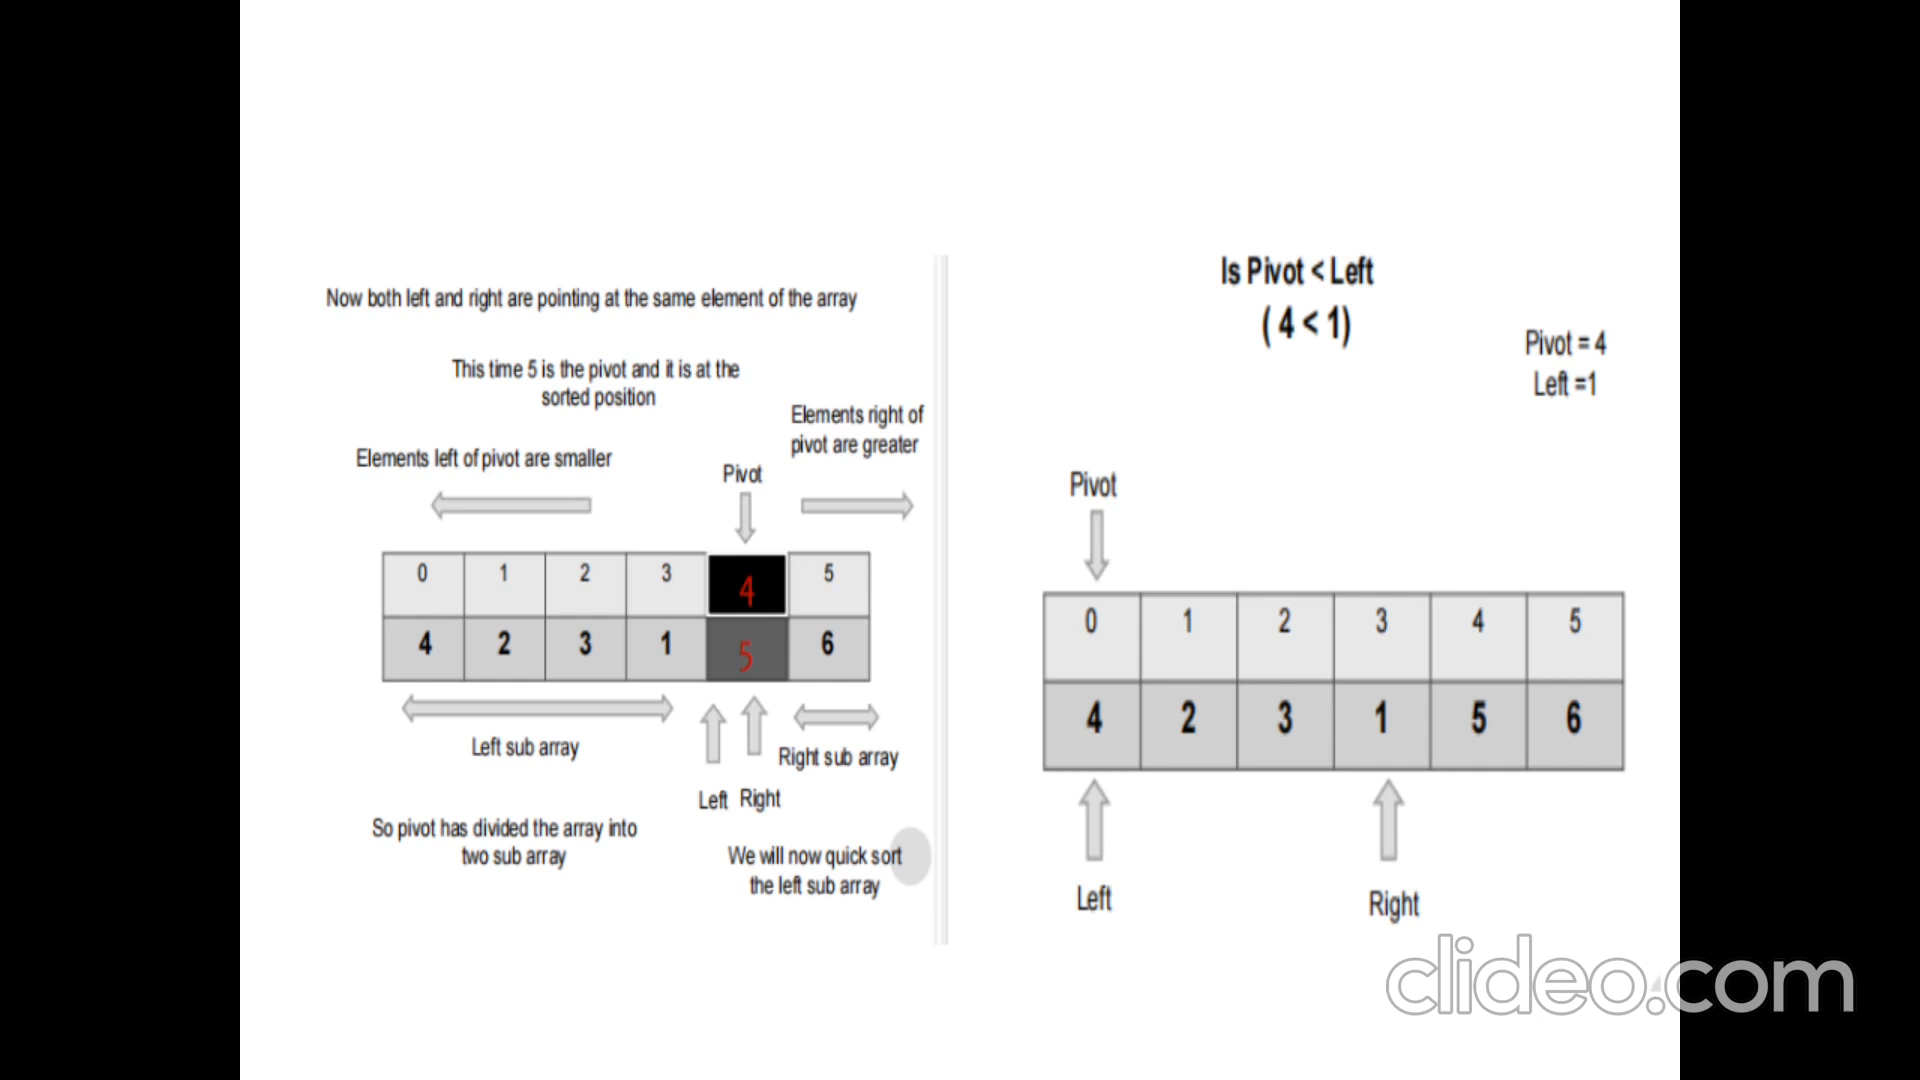 Now both left and right are pointing at the same element of the array
This time 5 is the pivot and it is at the
sorted position
Elements right of
pivot are greater
Elements left of pivot are smaller
Pivot
0 1 2 3 4 5
4 2 3 1 5 6
Left sub array
Right sub array
Left Right
So pivot has divided the array into
two sub array
We will now quick sort
the left sub array
Is Pivot < Left
( 4 < 1)
Pivot = 4
Left =1
Pivot
0 1 2 3 4 5
4 2 3 1 5 6
Left
Right
clideo.com